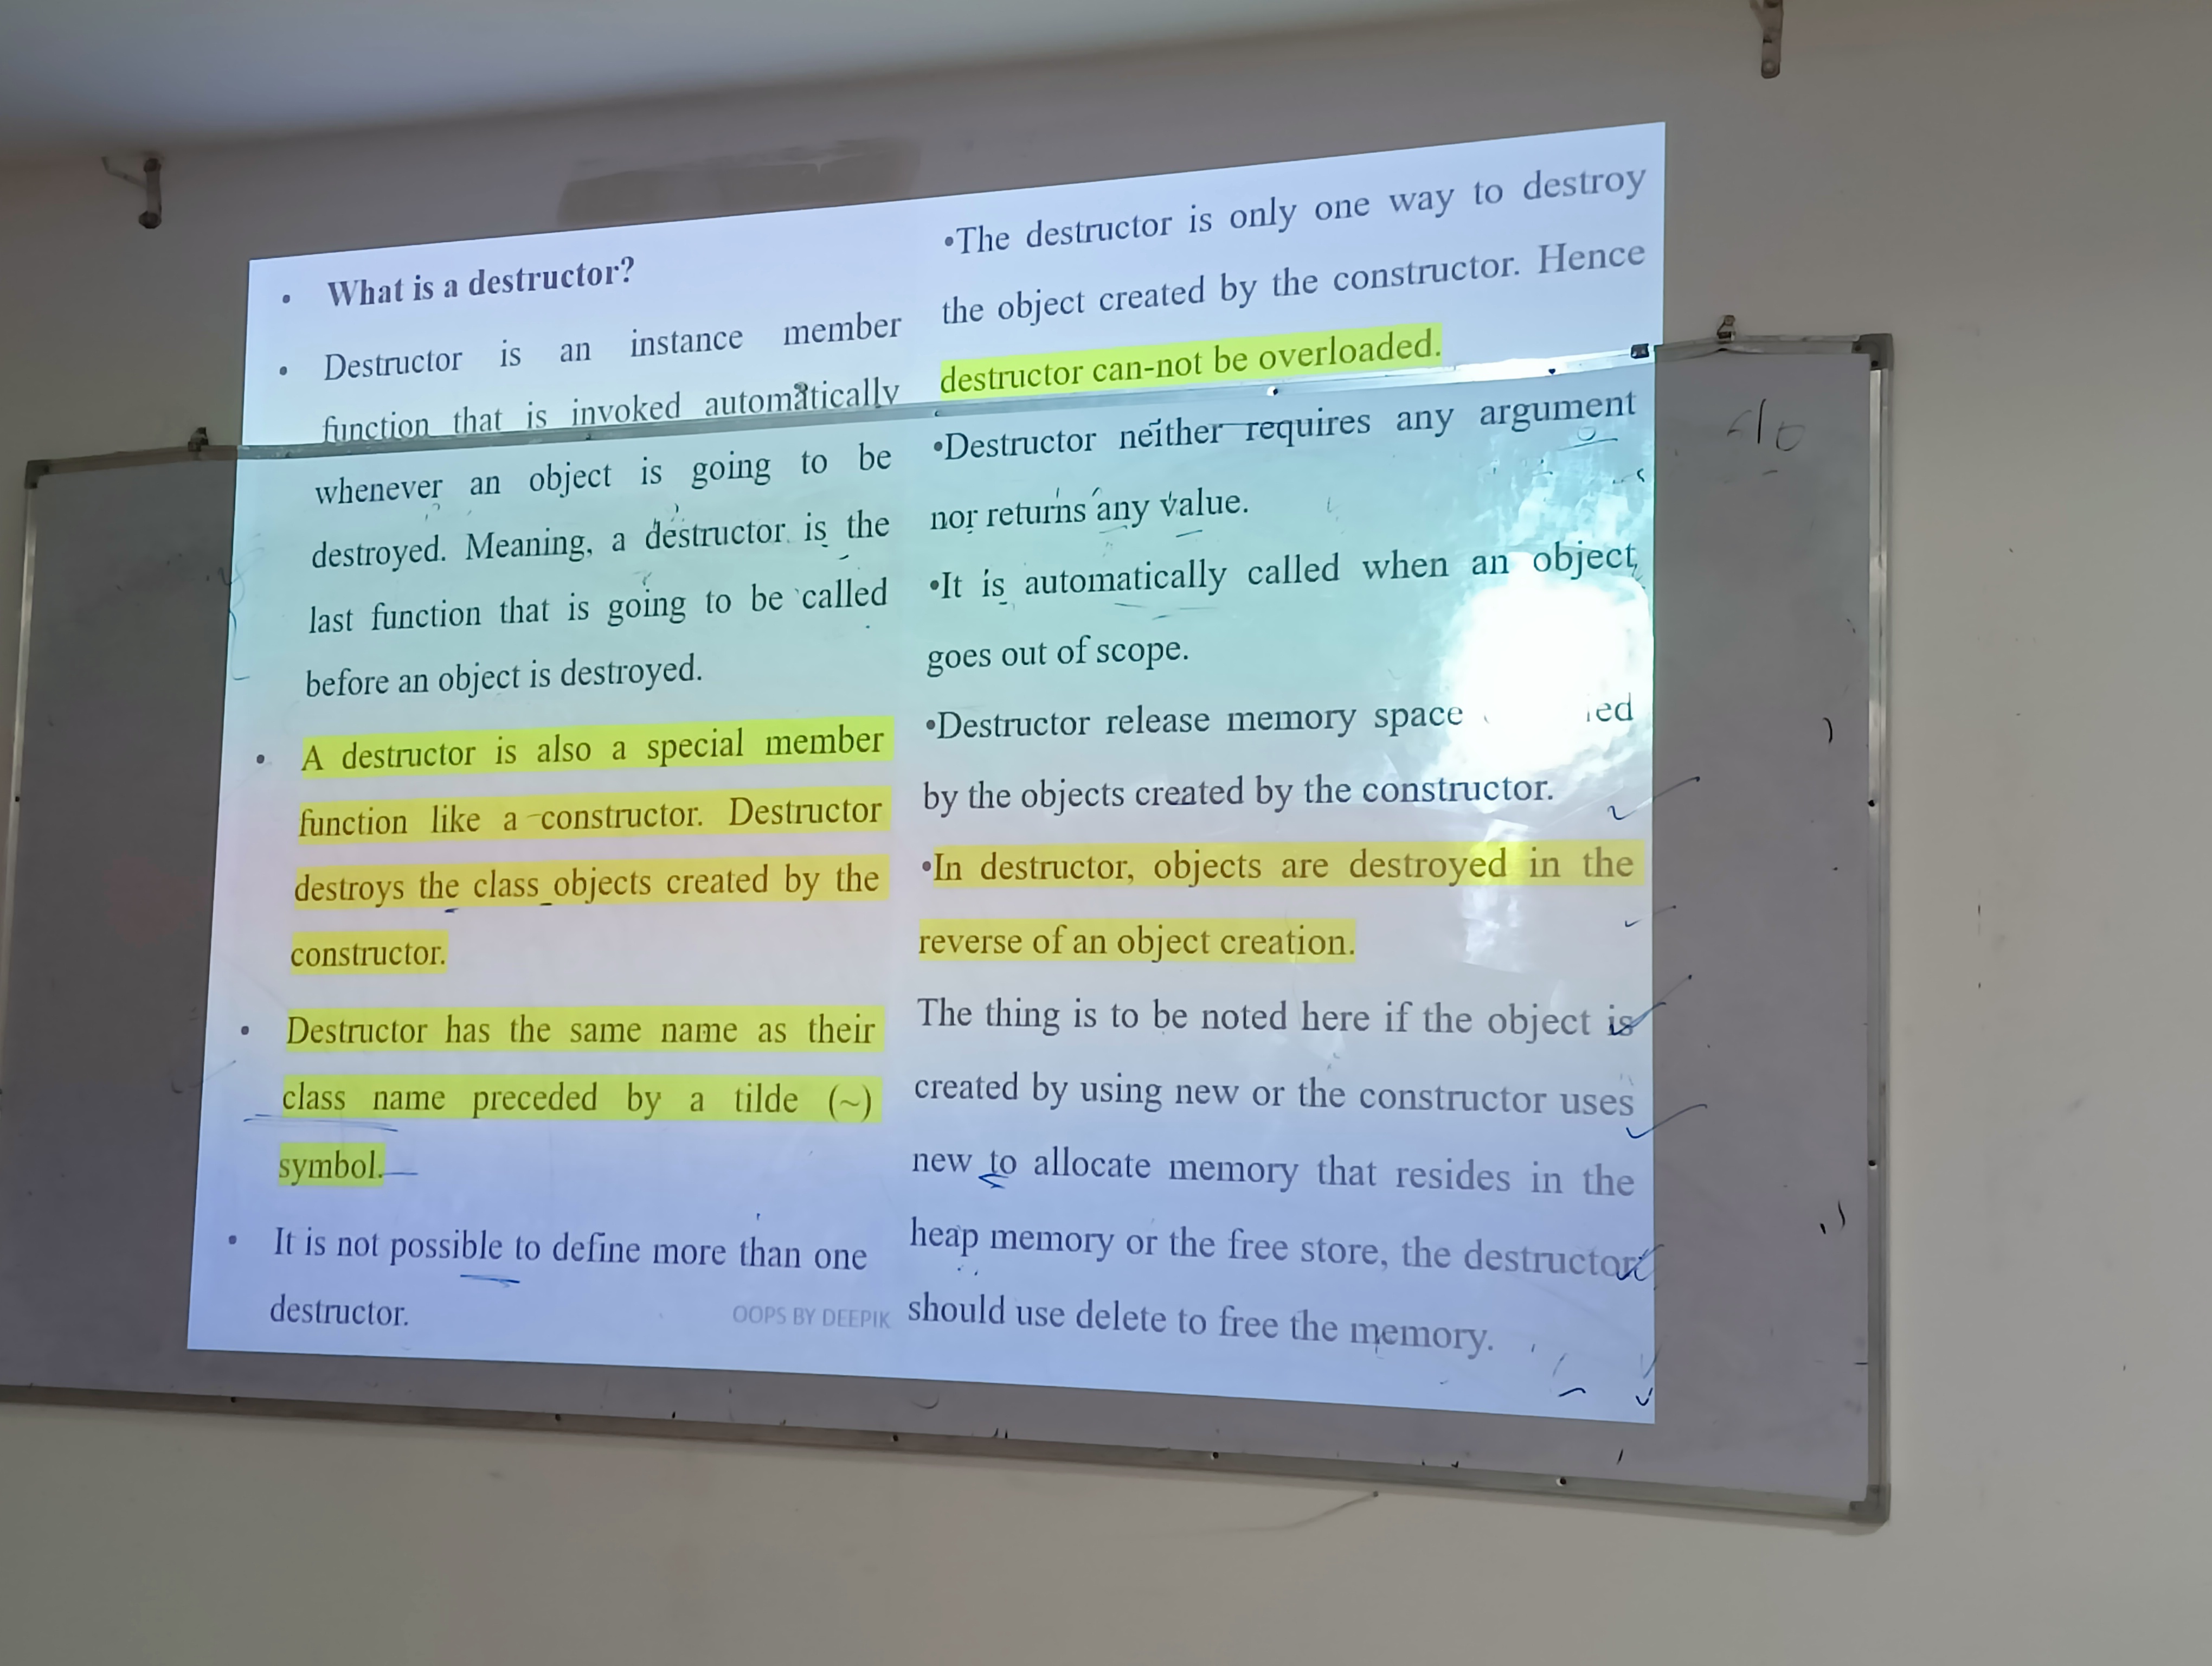 • What is a destructor?
• Destructor is an instance member
function that is invoked automatically
whenever an object is going to be
destroyed. Meaning, a destructor is the
last function that is going to be called
before an object is destroyed.
• A destructor is also a special member
function like a constructor. Destructor
destroys the class objects created by the
constructor.
• Destructor has the same name as their
class name preceded by a tilde (~)
symbol.
• It is not possible to define more than one
destructor.
OOPS BY DEEPIK
•The destructor is only one way to destroy
the object created by the constructor. Hence
destructor can-not be overloaded.
•Destructor neither requires any argument
nor returns any value.
•It is automatically called when an object
goes out of scope.
•Destructor release memory space
by the objects created by the constructor.
•In destructor, objects are destroyed in the
reverse of an object creation.
The thing is to be noted here if the object is
created by using new or the constructor uses
new to allocate memory that resides in the
heap memory or the free store, the destructor
should use delete to free the memory.